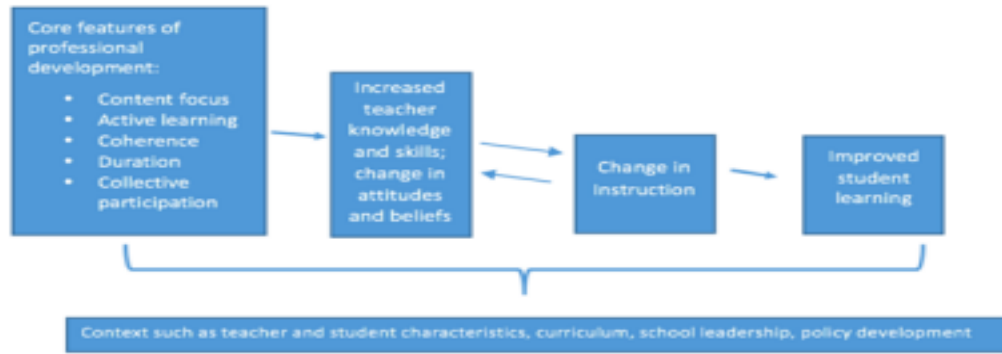 Core features of
professional
development:
• Content focus
• Active learning
• Coherence
• Duration
• Collective
participation
Increased
teacher
knowledge
and skills;
change in
attitudes
and beliefs
Change in
Instruction
Improved
student
learning
Context such as teacher and student characteristics, curriculum, school leadership, policy development